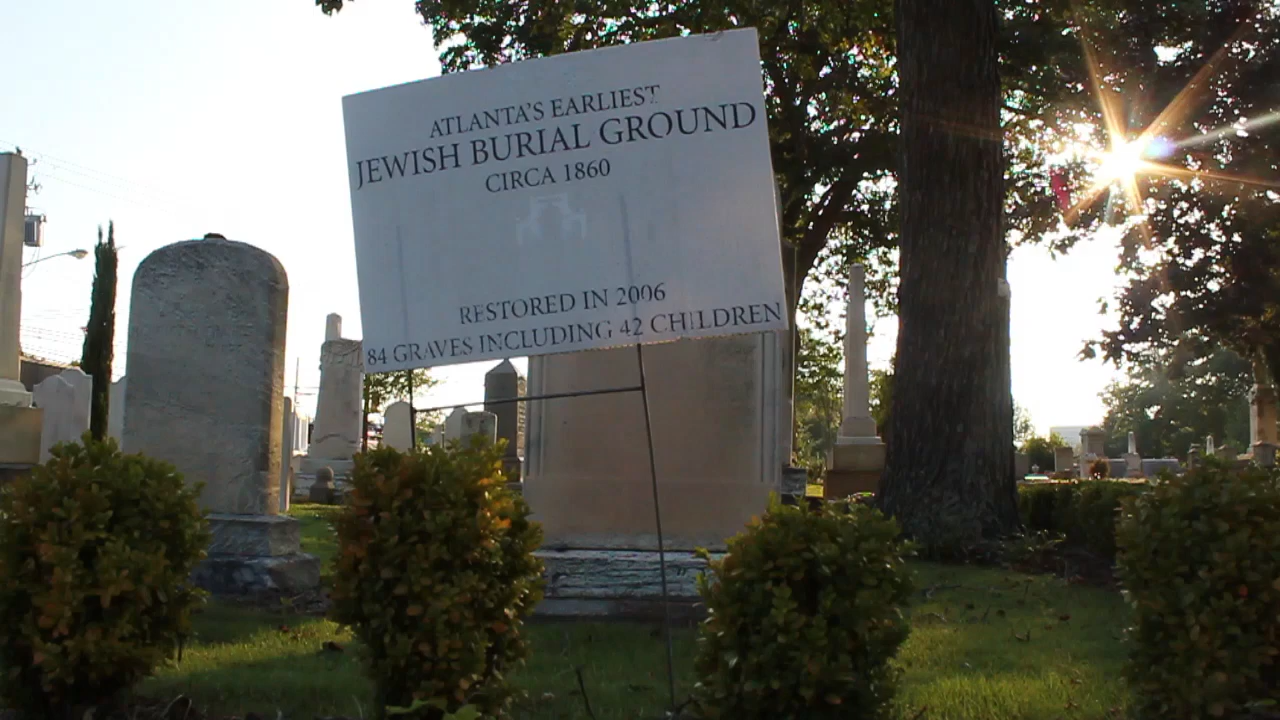 ATLANTA'S EARLIEST
JEWISH BURIAL GROUND
CIRCA 1860
RESTORED IN 2006
84 GRAVES INCLUDING 42 CHILDREN